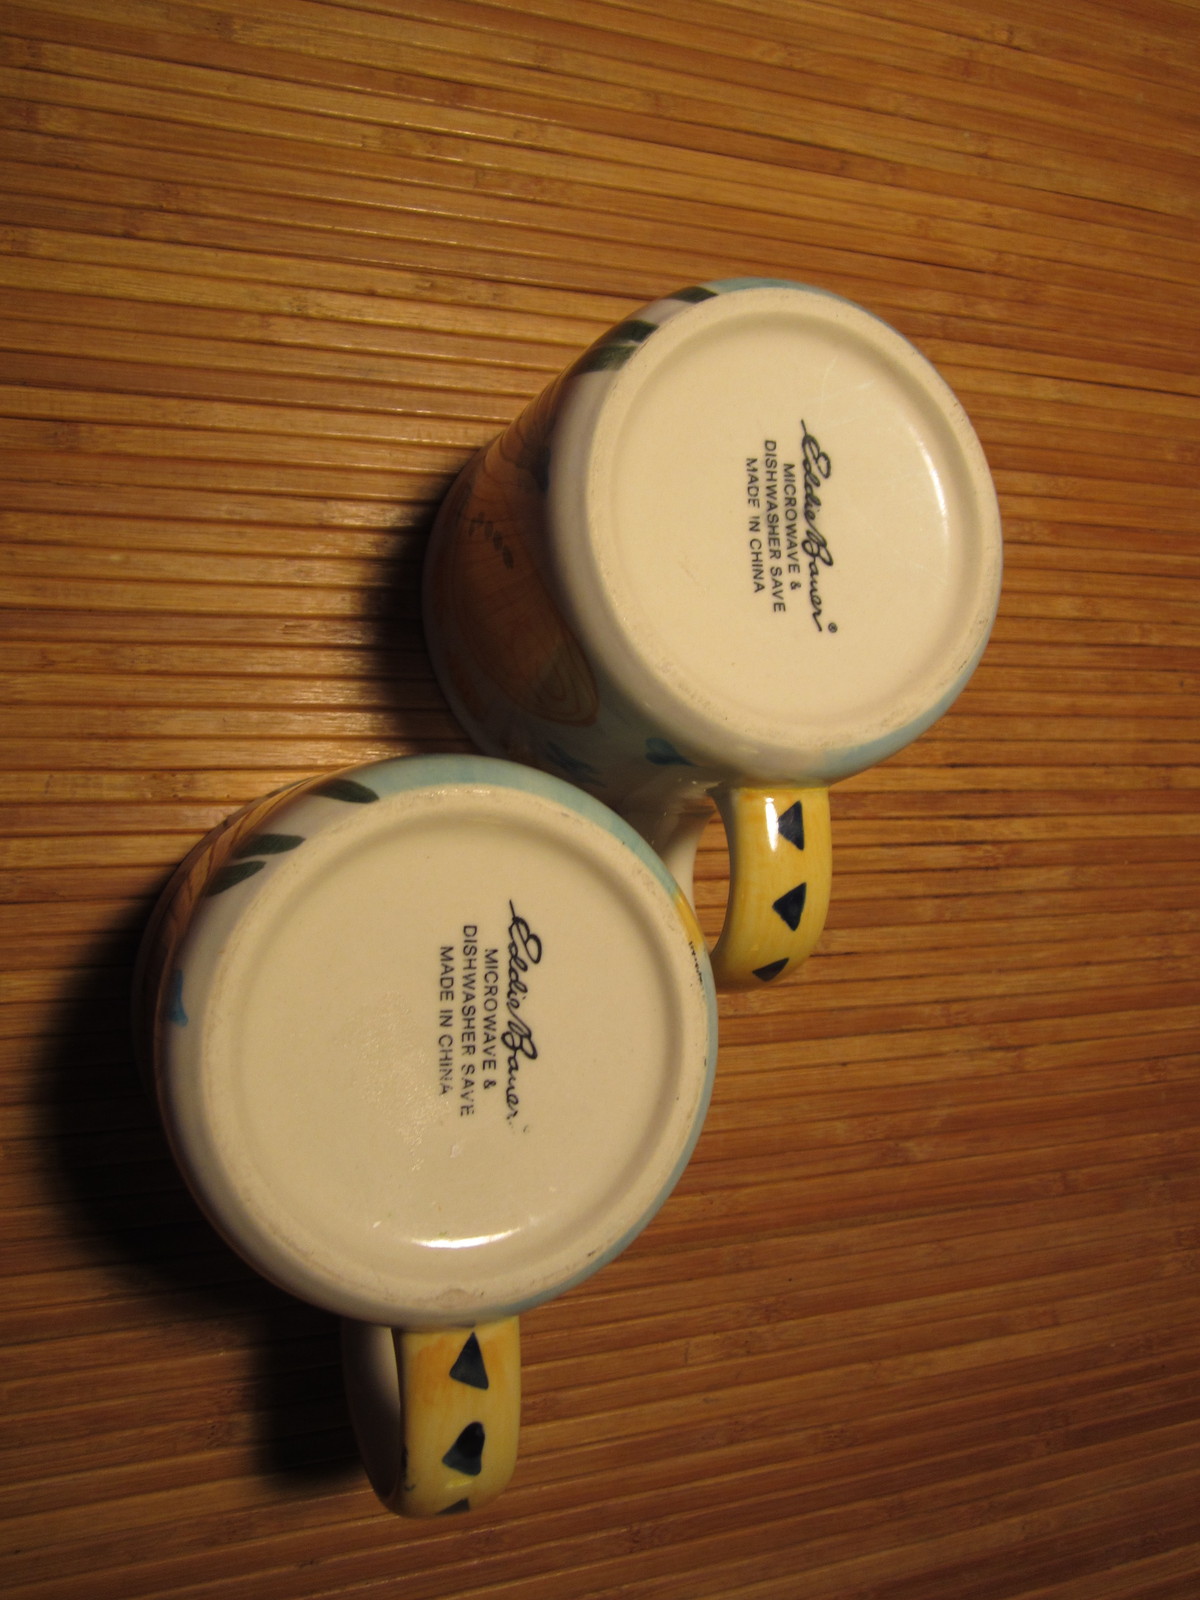 Eddie Bauer®
MICROWAVE &
DISHWASHER SAVE
MADE IN CHINA
Eddie Bauer®
MICROWAVE &
DISHWASHER SAVE
MADE IN CHINA